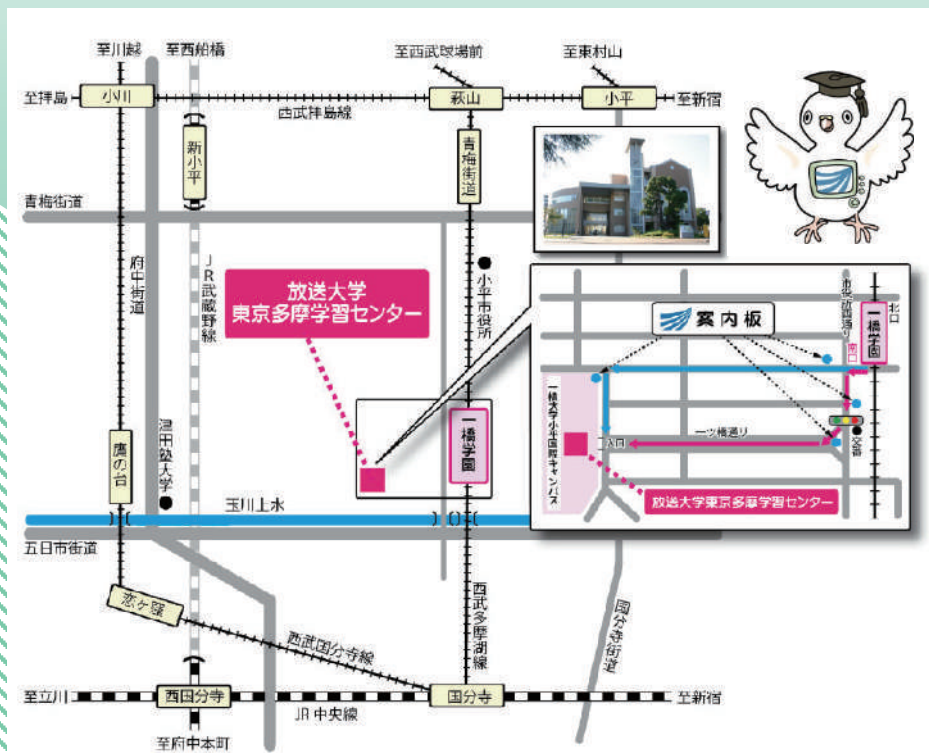 至川越
至西船橋
至西武球場前
至東村山
至拝島
小川
萩山
小平
至新宿
西武拝島線
新小平
青梅街道
青梅街道
府中街道
JR武蔵野線
放送大学
東京多摩学習センター
小平市役所
案内板
市役所西通り
北口
一橋学園
南口
一橋大学小平国際キャンパス
入口
一ツ橋通り
交番
放送大学東京多摩学習センター
一橋学園
鷹の台
津田塾大学
玉川上水
五日市街道
恋ヶ窪
西武国分寺線
西武多摩湖線
国分寺街道
至立川
西国分寺
JR中央線
国分寺
至新宿
至府中本町